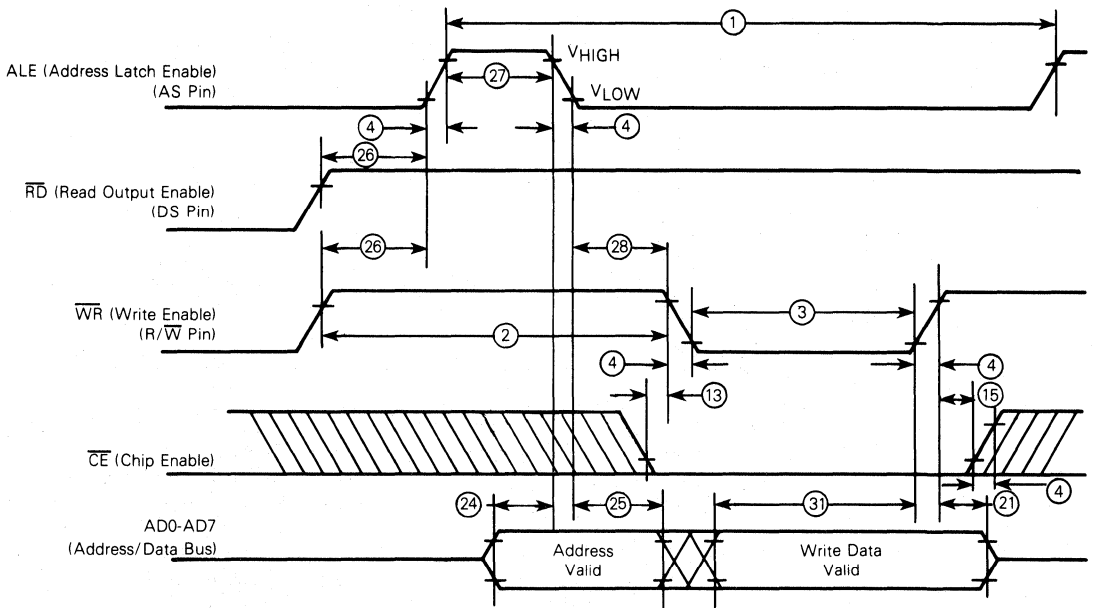 1
ALE (Address Latch Enable)
(AS Pin)
VHIGH
27
VLOW
4
4
26
RD (Read Output Enable)
(DS Pin)
26
28
WR (Write Enable)
(R/W Pin)
3
2
4
4
13
15
CE (Chip Enable)
4
24
25
31
21
AD0-AD7
(Address/Data Bus)
Address
Valid
Write Data
Valid